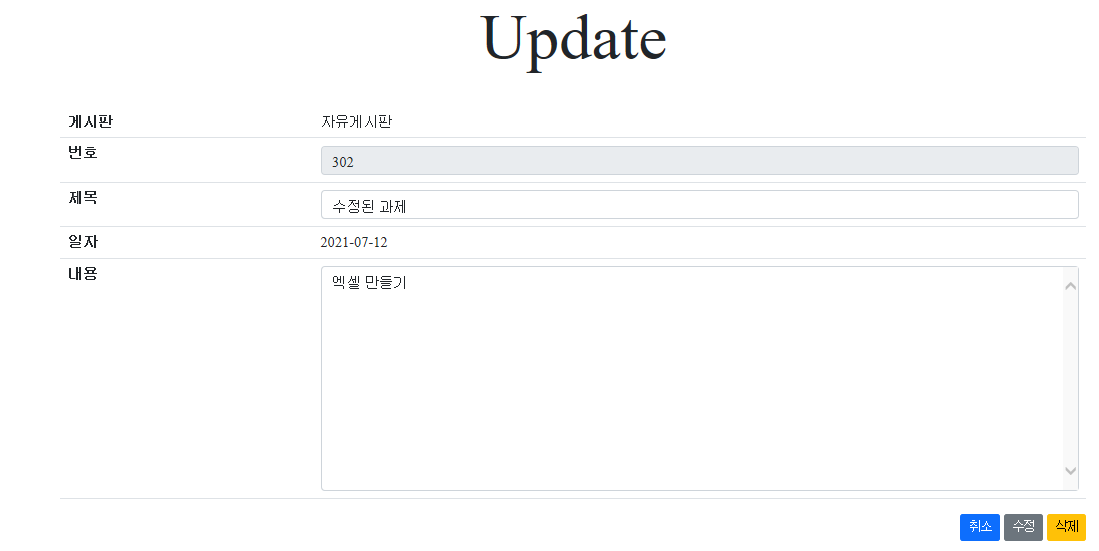 Update
게시판 자유게시판
번호 302
제목 수정된 과제
일자 2021-07-12
내용 엑셀 만들기
취소 수정 삭제